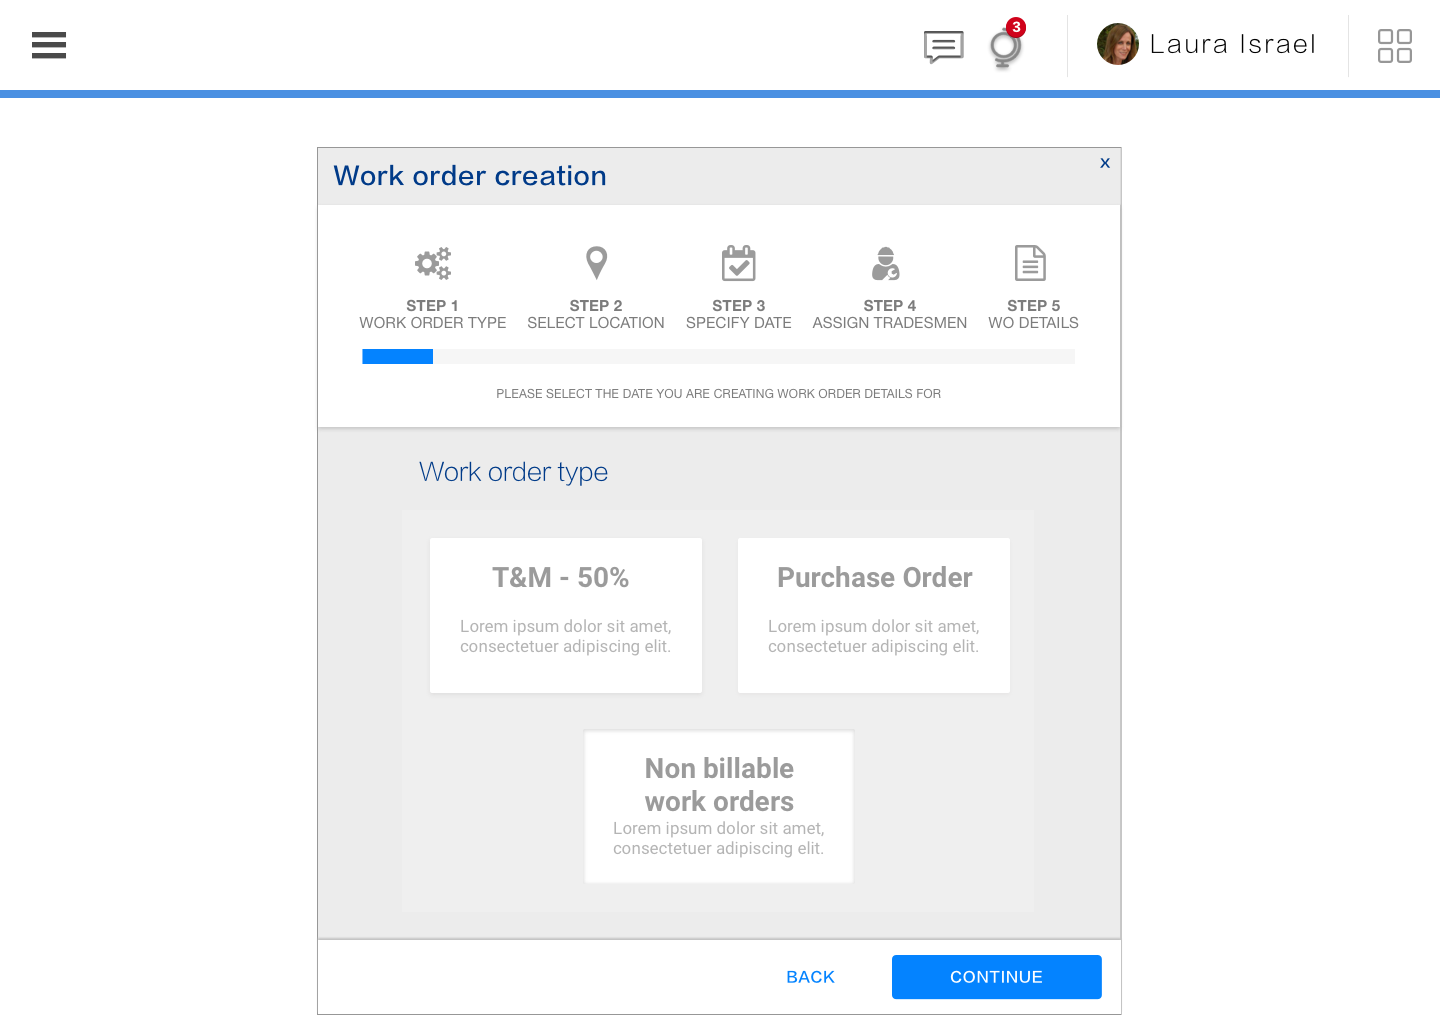 3
Laura Israel
Work order creation
x
STEP 1
WORK ORDER TYPE
STEP 2
SELECT LOCATION
STEP 3
SPECIFY DATE
STEP 4
ASSIGN TRADESMEN
STEP 5
WO DETAILS
PLEASE SELECT THE DATE YOU ARE CREATING WORK ORDER DETAILS FOR
Work order type
T&M - 50%
Lorem ipsum dolor sit amet,
consectetuer adipiscing elit.
Purchase Order
Lorem ipsum dolor sit amet,
consectetuer adipiscing elit.
Non billable
work orders
Lorem ipsum dolor sit amet,
consectetuer adipiscing elit.
BACK
CONTINUE